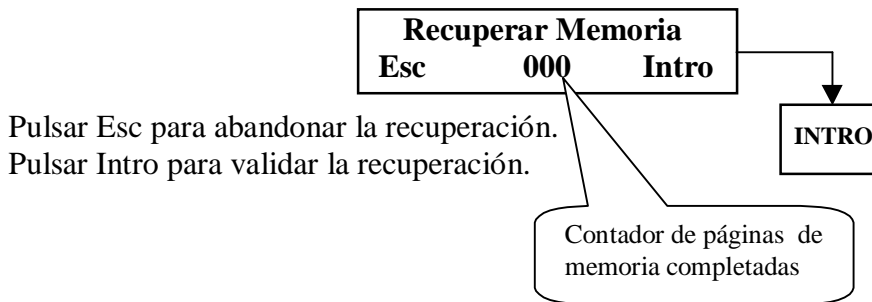 Recuperar Memoria
Esc 000 Intro
Pulsar Esc para abandonar la recuperación.
Pulsar Intro para validar la recuperación.
INTRO
Contador de páginas de
memoria completadas